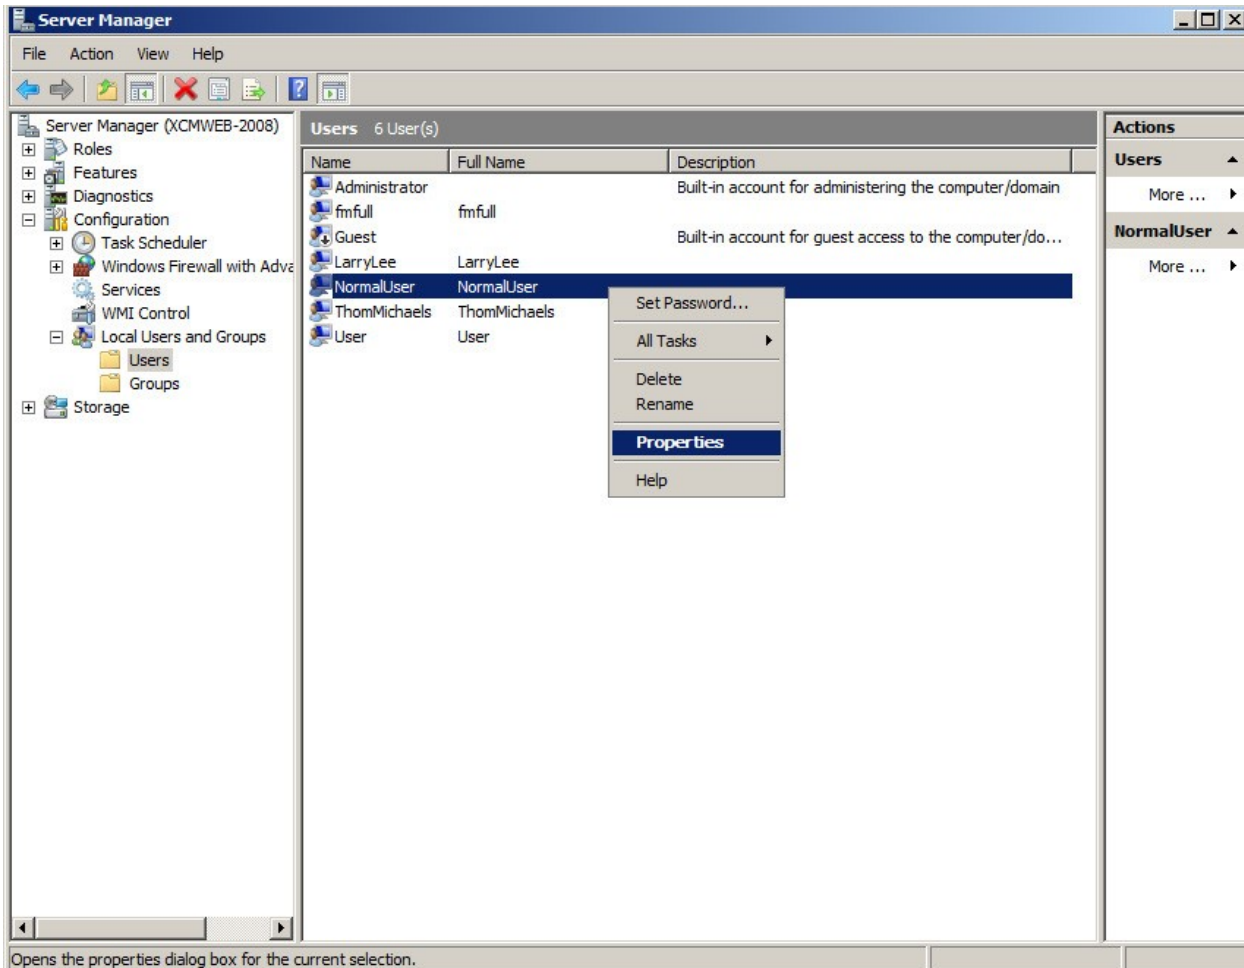 Server Manager
File Action View Help
Server Manager (XCMWEB-2008)
Roles
Features
Diagnostics
Configuration
Task Scheduler
Windows Firewall with Adva
Services
WMI Control
Local Users and Groups
Users
Groups
Storage
Users 6 User(s)
Name Full Name Description
Administrator Built-in account for administering the computer/domain
fmfull fmfull
Guest Built-in account for guest access to the computer/do...
LarryLee LarryLee
NormalUser NormalUser
ThomMichaels ThomMichaels
User User
Set Password...
All Tasks
Delete
Rename
Properties
Help
Actions
Users
More ...
NormalUser
More ...
Opens the properties dialog box for the current selection.